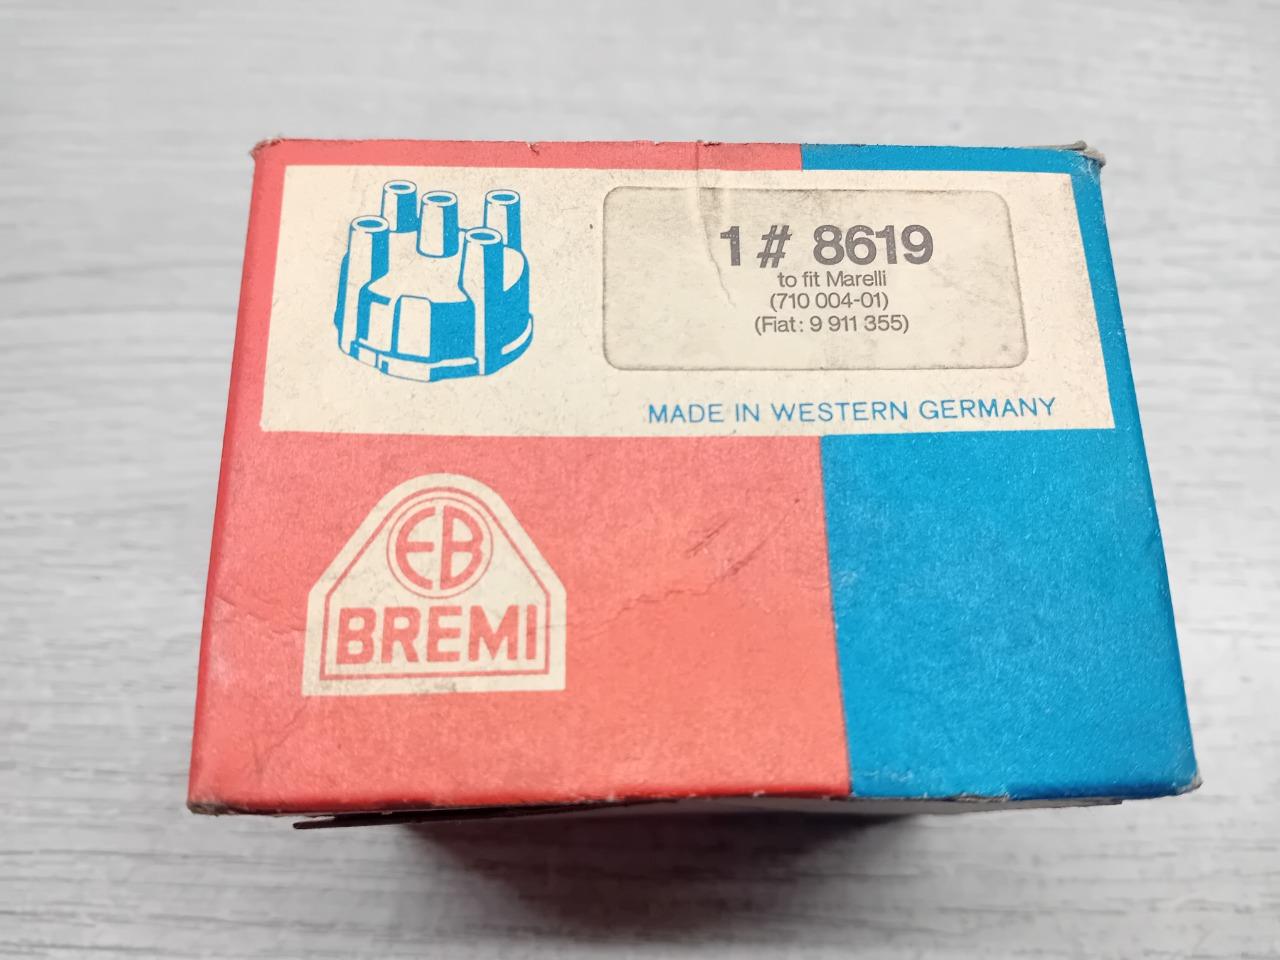 1 # 8619
to fit Marelli
(710 004-01)
(Fiat: 9 911 355)
MADE IN WESTERN GERMANY
EB
BREMI